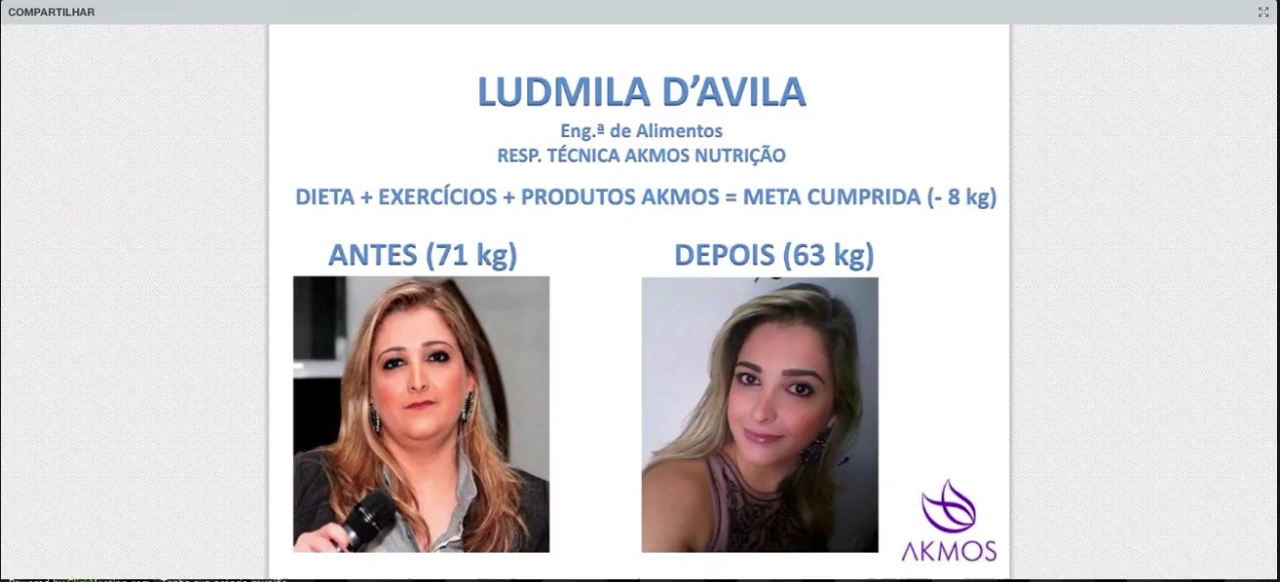 COMPARTILHAR
LUDMILA D'AVILA
Eng.ª de Alimentos
RESP. TÉCNICA AKMOS NUTRIÇÃO
DIETA + EXERCÍCIOS + PRODUTOS AKMOS = META CUMPRIDA (- 8 kg)
ANTES (71 kg)
DEPOIS (63 kg)
AKMOS